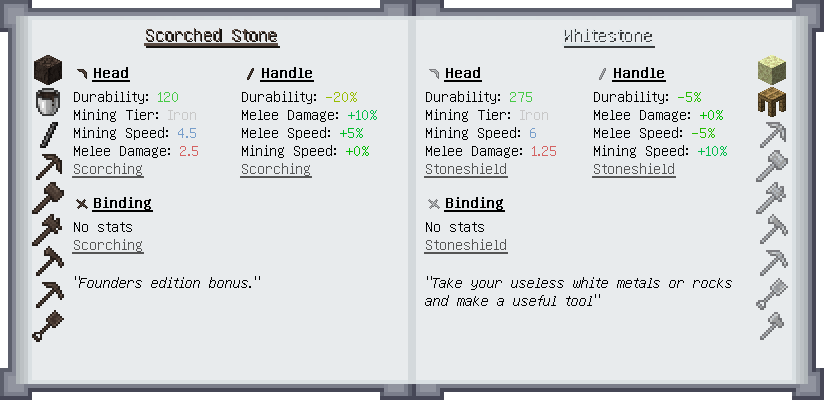 Scorched Stone
Head
Durability: 120
Mining Tier: Iron
Mining Speed: 4.5
Melee Damage: 2.5
Scorching
Handle
Durability: -20%
Melee Damage: +10%
Melee Speed: +5%
Mining Speed: +0%
Scorching
Binding
No stats
Scorching
"Founders edition bonus."
Whitestone
Head
Durability: 275
Mining Tier: Iron
Mining Speed: 6
Melee Damage: 1.25
Stoneshield
Handle
Durability: -5%
Melee Damage: +0%
Melee Speed: -5%
Mining Speed: +10%
Stoneshield
Binding
No stats
Stoneshield
"Take your useless white metals or rocks
and make a useful tool"